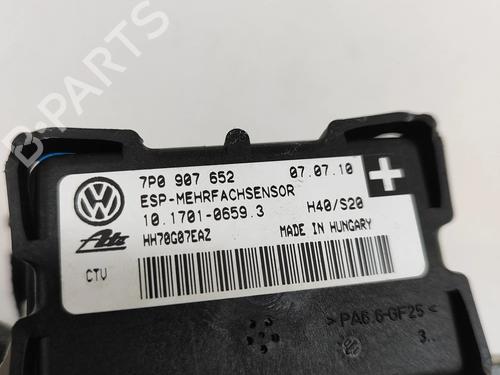 B-PARTS
7P0 907 652 07.07.10
ESP-MEHRFACHSENSOR
10.1701-0659.3 H40/S20
Ate HH70G07EAZ MADE IN HUNGARY
CTU
>PA6.6-GF25<
3...